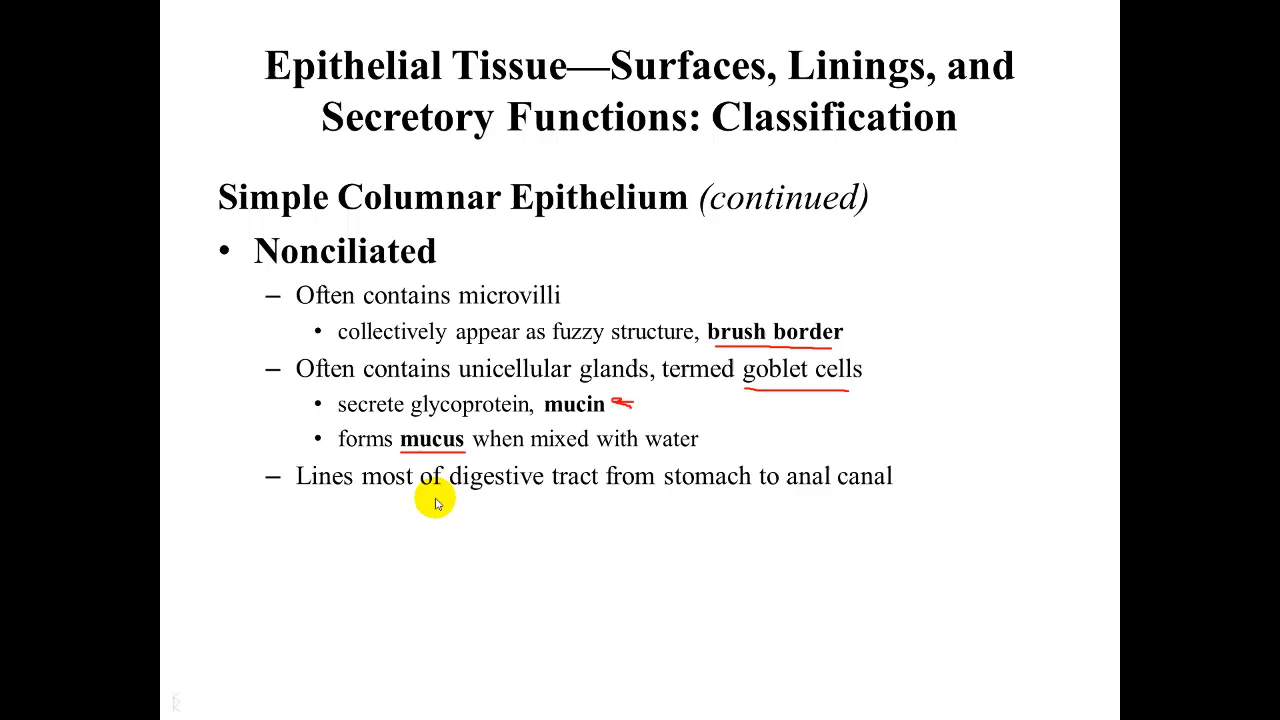 Epithelial Tissue—Surfaces, Linings, and
Secretory Functions: Classification
Simple Columnar Epithelium (continued)
• Nonciliated
– Often contains microvilli
• collectively appear as fuzzy structure, brush border
– Often contains unicellular glands, termed goblet cells
• secrete glycoprotein, mucin
• forms mucus when mixed with water
– Lines most of digestive tract from stomach to anal canal